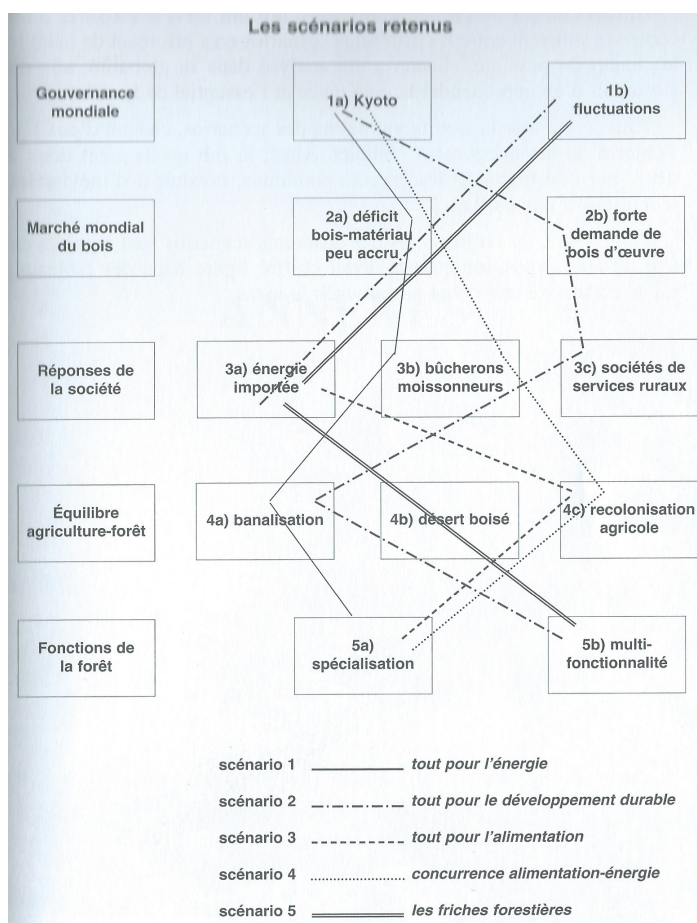 Les scénarios retenus
Gouvernance
mondiale
1a) Kyoto
1b)
fluctuations
Marché mondial
du bois
2a) déficit
bois-matériau
peu accru
2b) forte
demande de
bois d'œuvre
Réponses de
la société
3a) énergie
importée
3b) bûcherons
moissonneurs
3c) sociétés de
services ruraux
Équilibre
agriculture-forêt
4a) banalisation
4b) désert boisé
4c) recolonisation
agricole
Fonctions de
la forêt
5a)
spécialisation
5b) multi-
fonctionnalité
scénario 1 tout pour l'énergie
scénario 2 tout pour le développement durable
scénario 3 tout pour l'alimentation
scénario 4 concurrence alimentation-énergie
scénario 5 les friches forestières